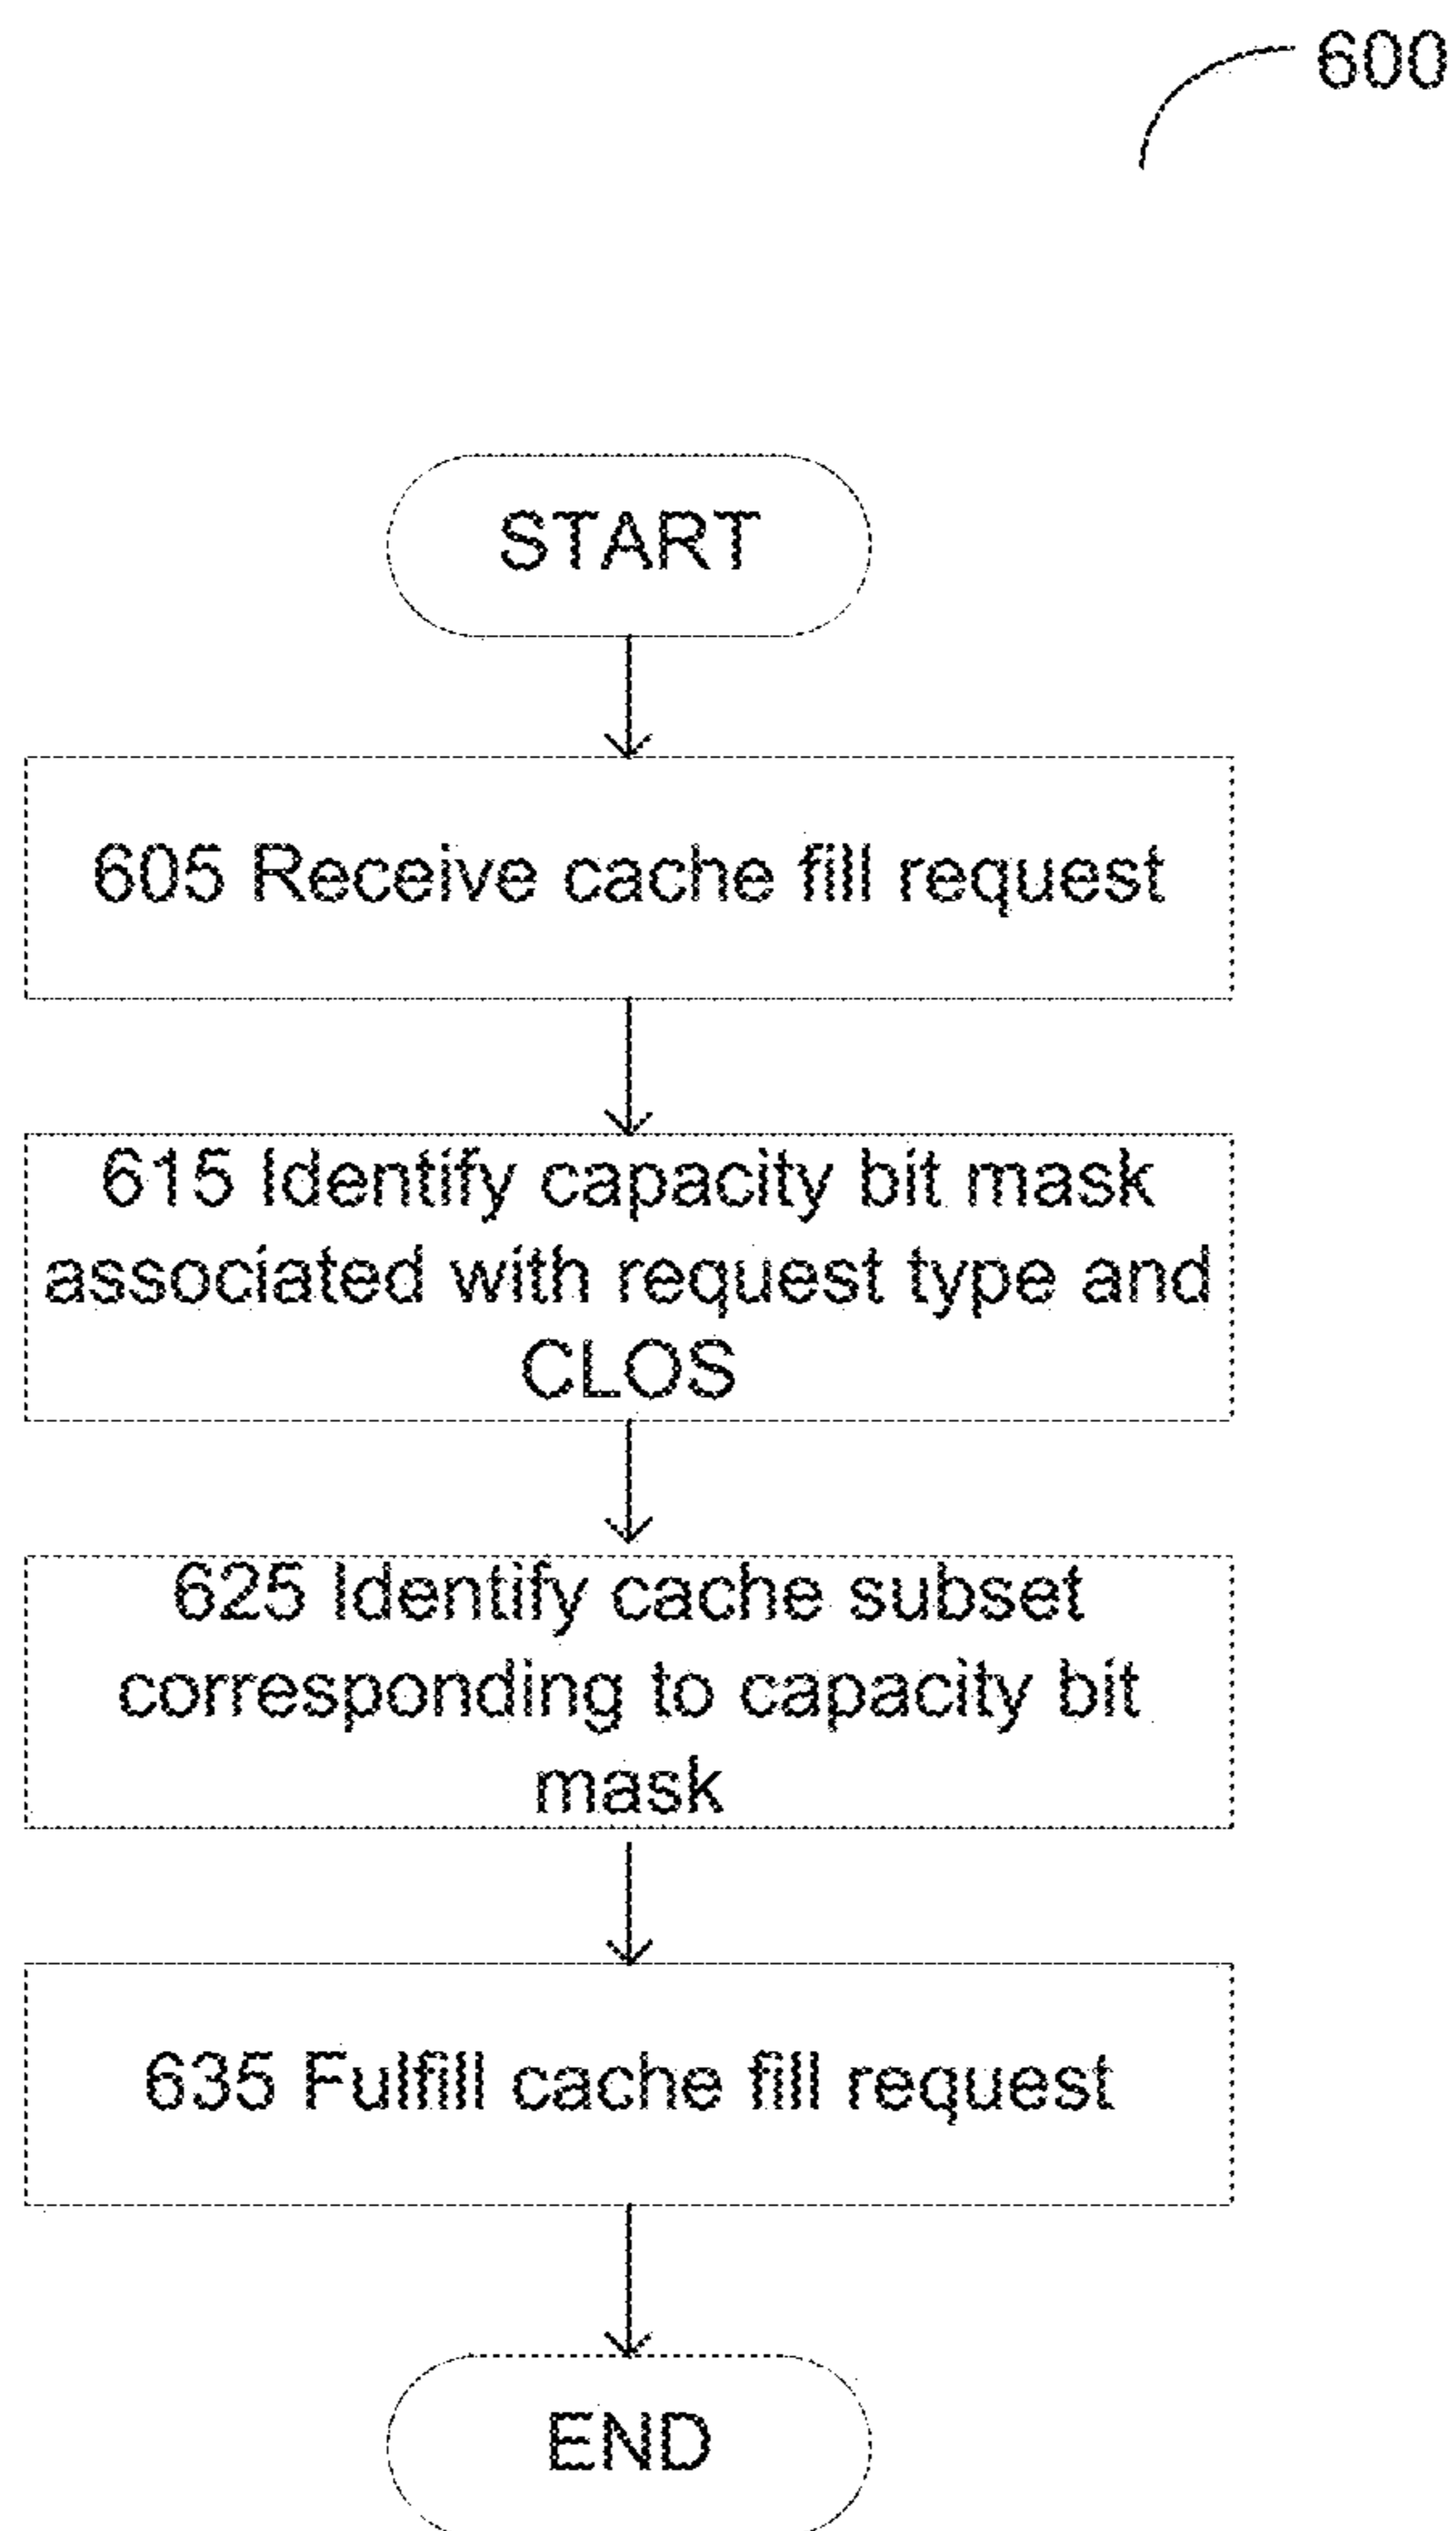 600
START
605 Receive cache fill request
615 Identify capacity bit mask
associated with request type and
CLOS
625 Identify cache subset
corresponding to capacity bit
mask
635 Fulfill cache fill request
END